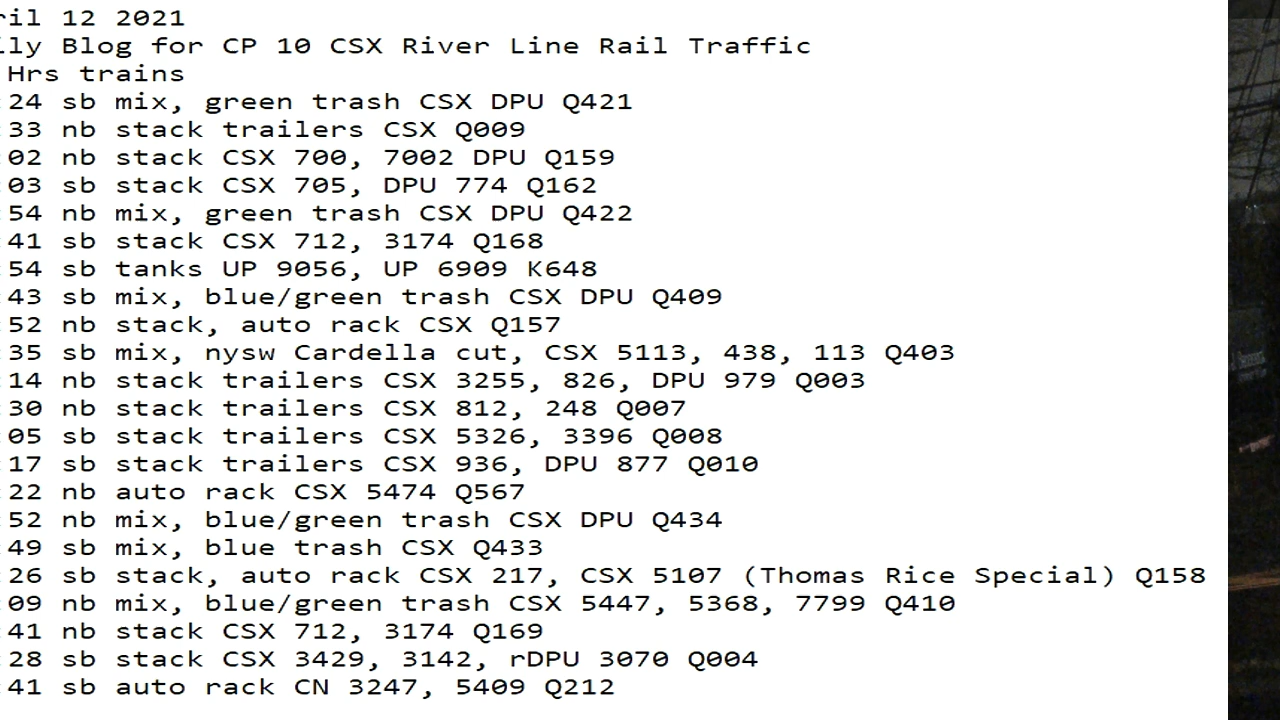 ril 12 2021
ily Blog for CP 10 CSX River Line Rail Traffic
Hrs trains
:24 sb mix, green trash CSX DPU Q421
:33 nb stack trailers CSX Q009
:02 nb stack CSX 700, 7002 DPU Q159
:03 sb stack CSX 705, DPU 774 Q162
:54 nb mix, green trash CSX DPU Q422
:41 sb stack CSX 712, 3174 Q168
:54 sb tanks UP 9056, UP 6909 K648
:43 sb mix, blue/green trash CSX DPU Q409
:52 nb stack, auto rack CSX Q157
:35 sb mix, nysw Cardella cut, CSX 5113, 438, 113 Q403
:14 nb stack trailers CSX 3255, 826, DPU 979 Q003
:30 nb stack trailers CSX 812, 248 Q007
:05 sb stack trailers CSX 5326, 3396 Q008
:17 sb stack trailers CSX 936, DPU 877 Q010
:22 nb auto rack CSX 5474 Q567
:52 nb mix, blue/green trash CSX DPU Q434
:49 sb mix, blue trash CSX Q433
:26 sb stack, auto rack CSX 217, CSX 5107 (Thomas Rice Special) Q158
:09 nb mix, blue/green trash CSX 5447, 5368, 7799 Q410
:41 nb stack CSX 712, 3174 Q169
:28 sb stack CSX 3429, 3142, rDPU 3070 Q004
:41 sb auto rack CN 3247, 5409 Q212